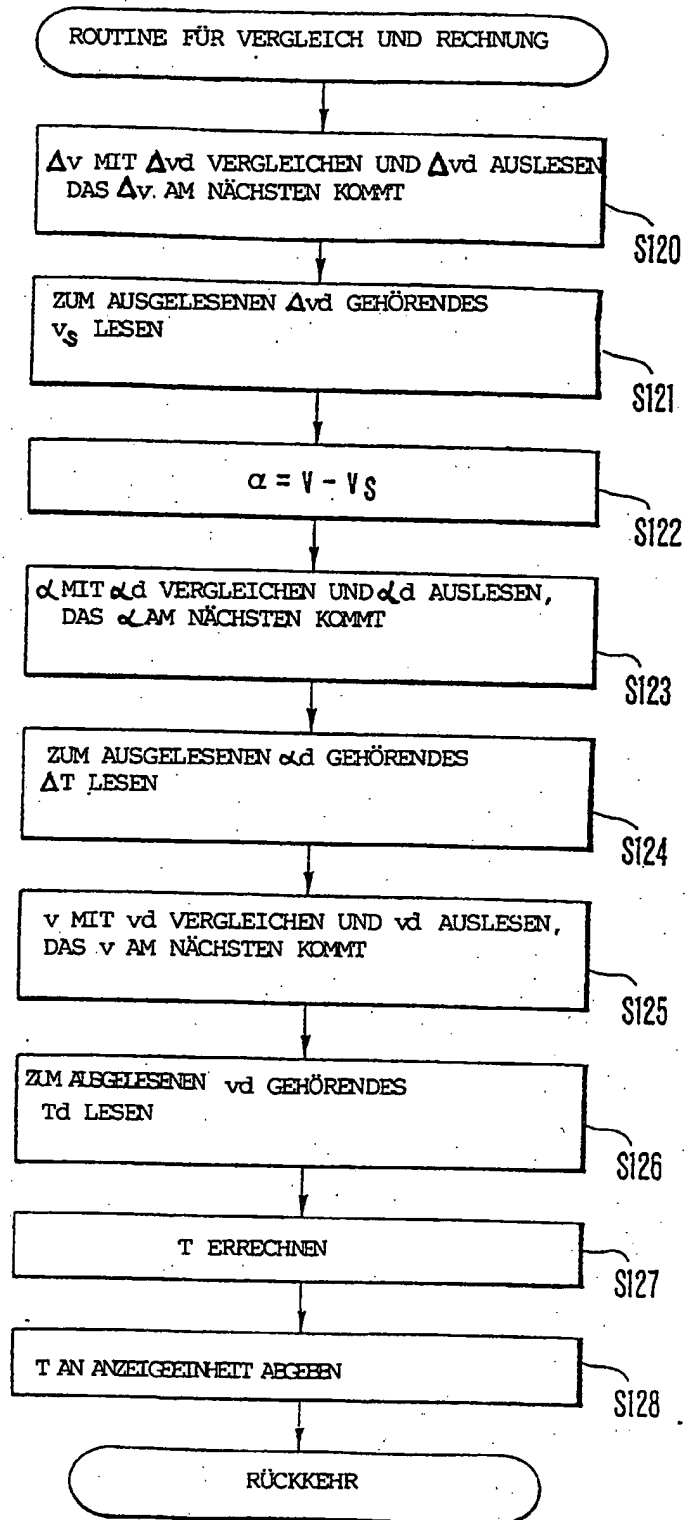 ROUTINE FÜR VERGLEICH UND RECHNUNG
Δv MIT Δvd VERGLEICHEN UND Δvd AUSLESEN
DAS Δv. AM NÄCHSTEN KOMMT
S120
ZUM AUSGELESENEN Δvd GEHÖRENDES
vs LESEN
S121
α = V - VS
S122
α MIT αd VERGLEICHEN UND αd AUSLESEN,
DAS α AM NÄCHSTEN KOMMT
S123
ZUM AUSGELESENEN αd GEHÖRENDES
ΔT LESEN
S124
v MIT vd VERGLEICHEN UND vd AUSLESEN,
DAS v AM NÄCHSTEN KOMMT
S125
ZUM AUSGELESENEN vd GEHÖRENDES
Td LESEN
S126
T ERRECHNEN
S127
T AN ANZEIGEEINHEIT ABGEBEN
S128
RÜCKKEHR